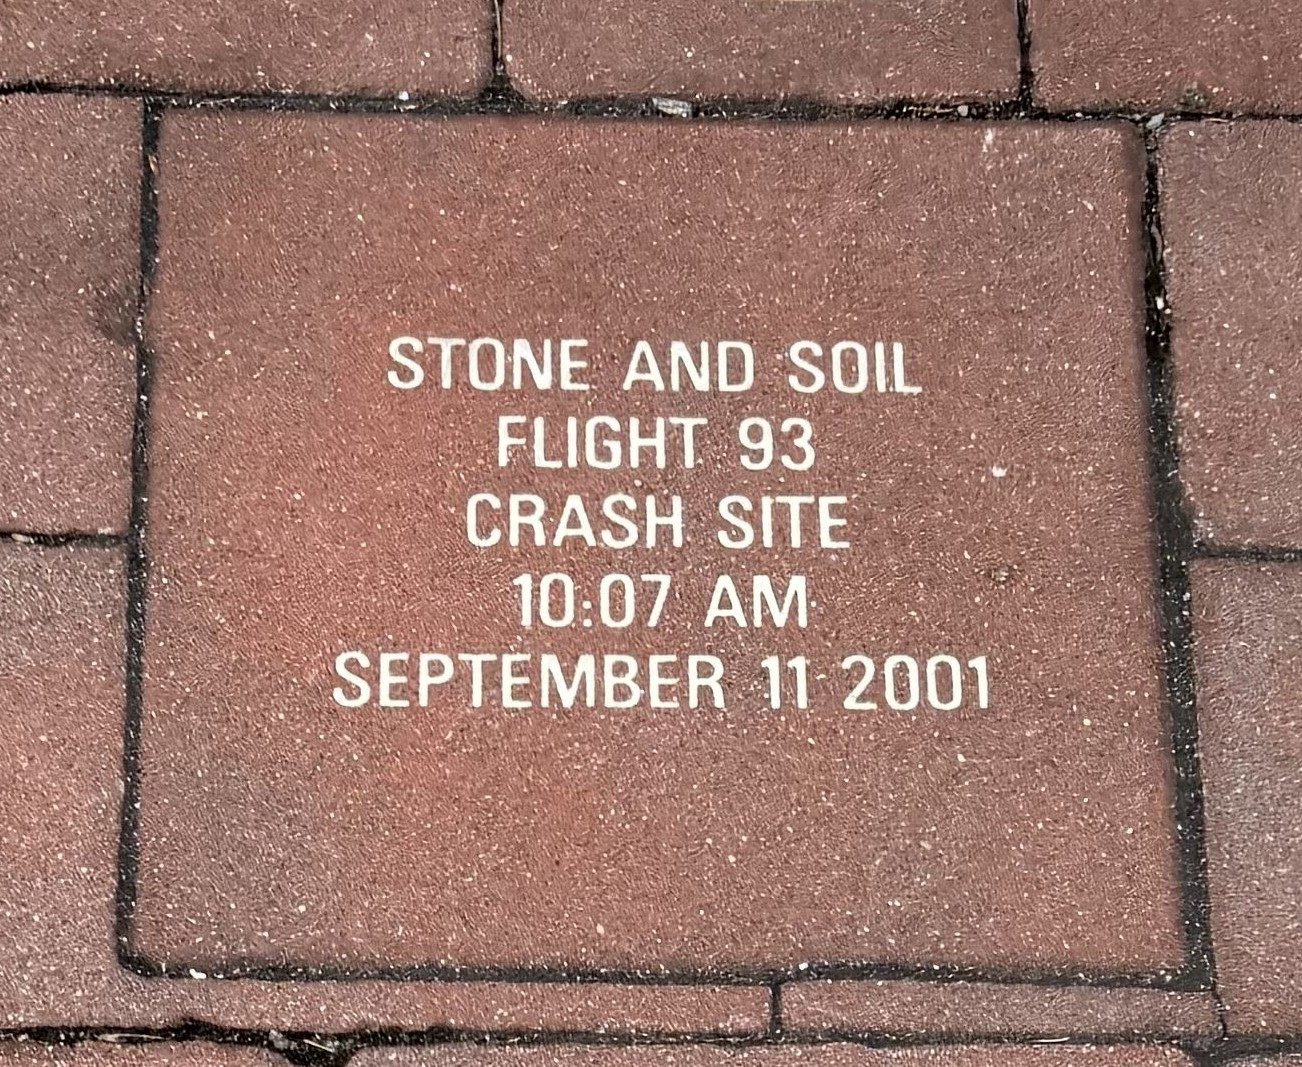 STONE AND SOIL
FLIGHT 93
CRASH SITE
10:07 AM
SEPTEMBER 11 2001